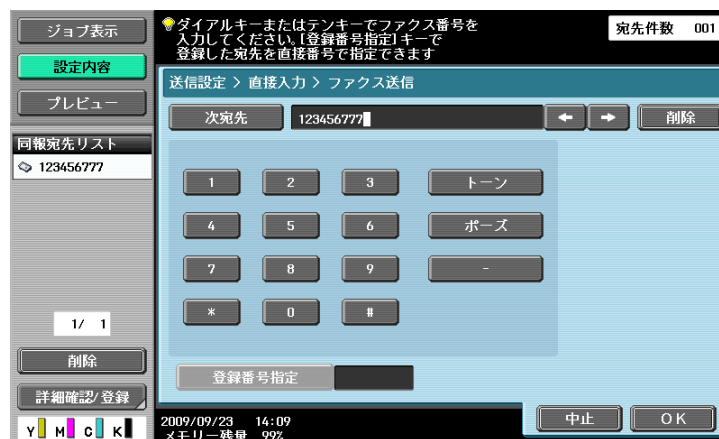 ジョブ表示
設定内容
プレビュー
同報宛先リスト
123456777
1/ 1
削除
詳細確認/登録
Y M C K
ダイアルキーまたはテンキーでファクス番号を
入力してください。[登録番号指定]キーで
登録した宛先を直接番号で指定できます
宛先件数 001
送信設定 > 直接入力 > ファクス送信
次宛先 123456777 ← → 削除
1 2 3 トーン
4 5 6 ポーズ
7 8 9 -
* 0 #
登録番号指定
2009/09/23 14:09
メモリー残量 99%
中止 OK